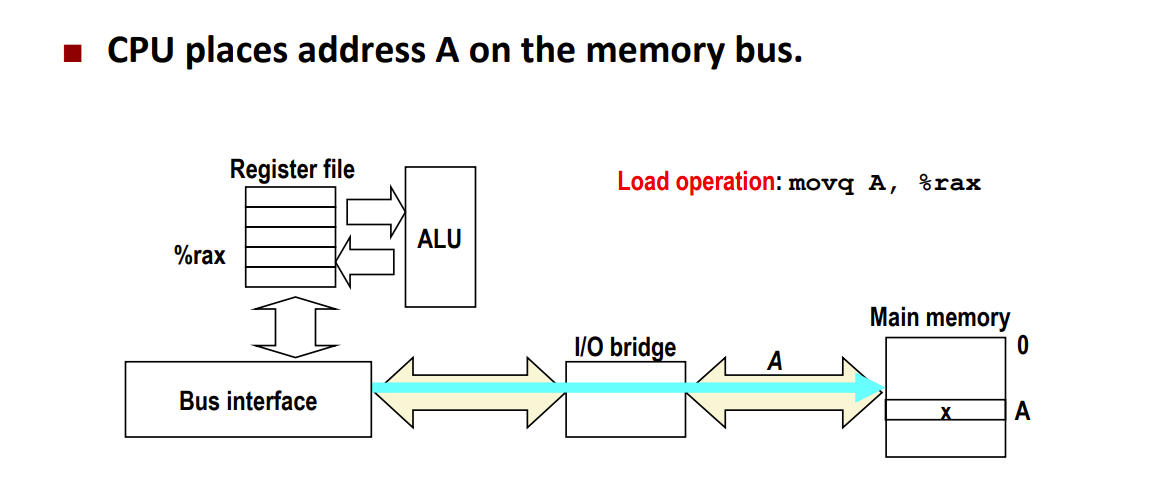 CPU places address A on the memory bus.
Register file
Load operation: movq A, %rax
ALU
%rax
Main memory
0
I/O bridge
A
Bus interface
x
A